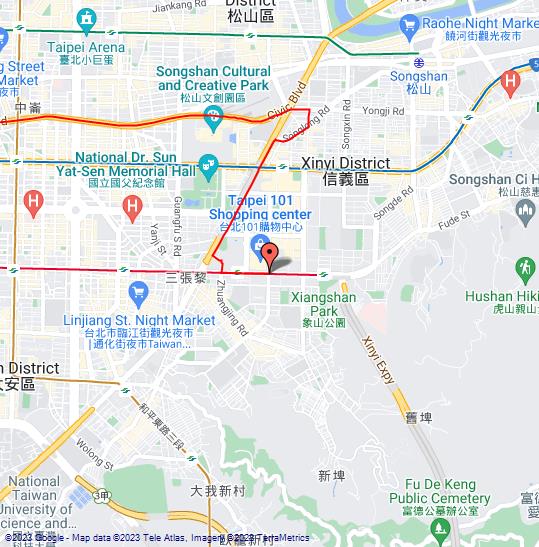 District
松山區
Jiankang Rd
Raohe Night Market
饒河街觀光夜市
Taipei Arena
臺北小巨蛋
Songshan
松山
Street
Market
Songshan Cultural
and Creative Park
松山文創園區
中崙
Civic Blvd
Songlong Rd
Yongji Rd
Songxin Rd
H
National Dr. Sun
Yat-Sen Memorial Hall
國立國父紀念館
Xinyi District
信義區
Songshan Ci H
松山慈惠
Songde Rd
Fude St
Taipei 101
Shopping center
台北101購物中心
H
H
Guangfu S Rd
Yanji St
三張黎
Zhuangjing Rd
Linjiang St. Night Market
台北市臨江街觀光夜市
|通化街夜市Taiwan...
Xiangshan
Park
象山公園
Hushan Hiki
虎山親山
Xinyi Expy
n District
大安區
和平東路三段
Wolong St
舊埤
新埤
National
Taiwan
University of
Science and...
3甲
大我新村
Fu De Keng
Public Cemetery
富德公墓辦公室
臥龍新村
©2023 Google - Map data ©2023 Tele Atlas, Imagery ©2023 TerraMetrics